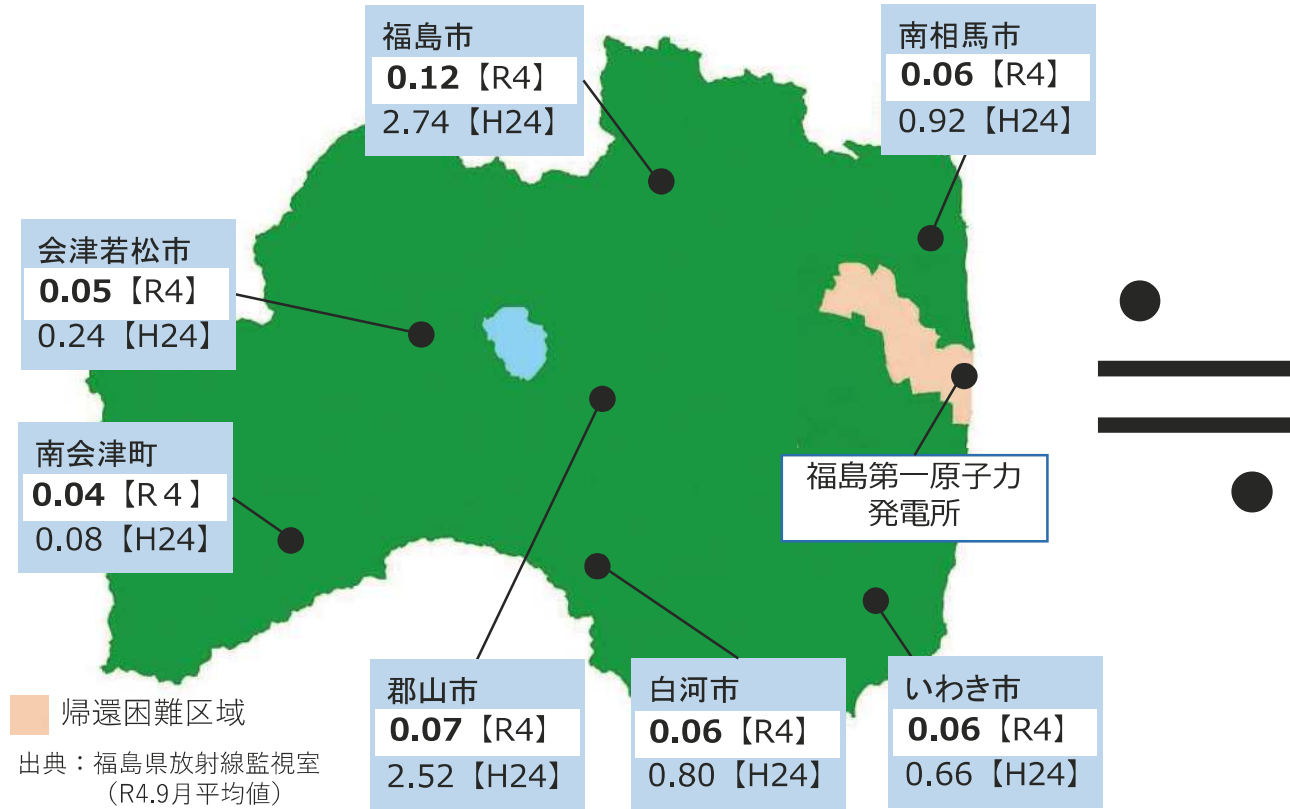 福島市
0.12【R4】
2.74【H24】
南相馬市
0.06【R4】
0.92【H24】
会津若松市
0.05【R4】
0.24【H24】
南会津町
0.04【R４】
0.08【H24】
福島第一原子力
発電所
郡山市
0.07【R4】
2.52【H24】
白河市
0.06【R4】
0.80【H24】
いわき市
0.06【R4】
0.66【H24】
帰還困難区域
出典：福島県放射線監視室
（R4.9月平均値）